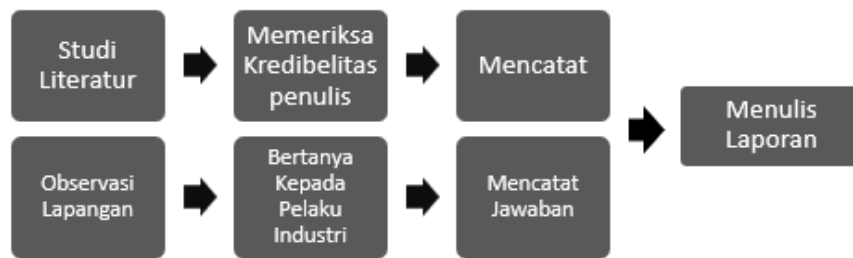 Studi
Literatur
Memeriksa
Kredibelitas
penulis
Mencatat
Observasi
Lapangan
Bertanya
Kepada
Pelaku
Industri
Mencatat
Jawaban
Menulis
Laporan